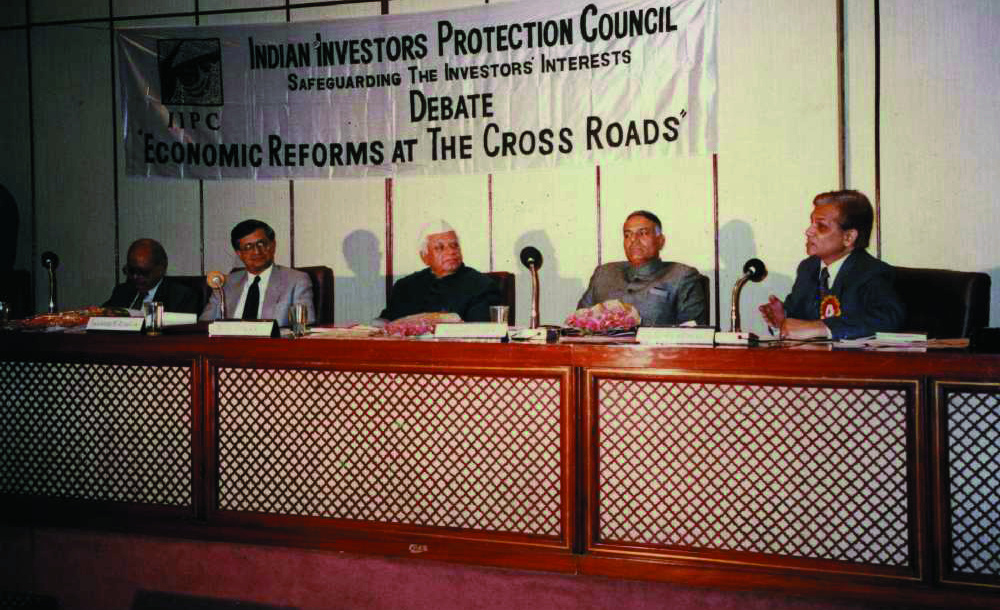 INDIAN INVESTORS PROTECTION COUNCIL
SAFEGUARDING THE INVESTORS' INTERESTS
DEBATE
"ECONOMIC REFORMS AT THE CROSS ROADS"
IIPC